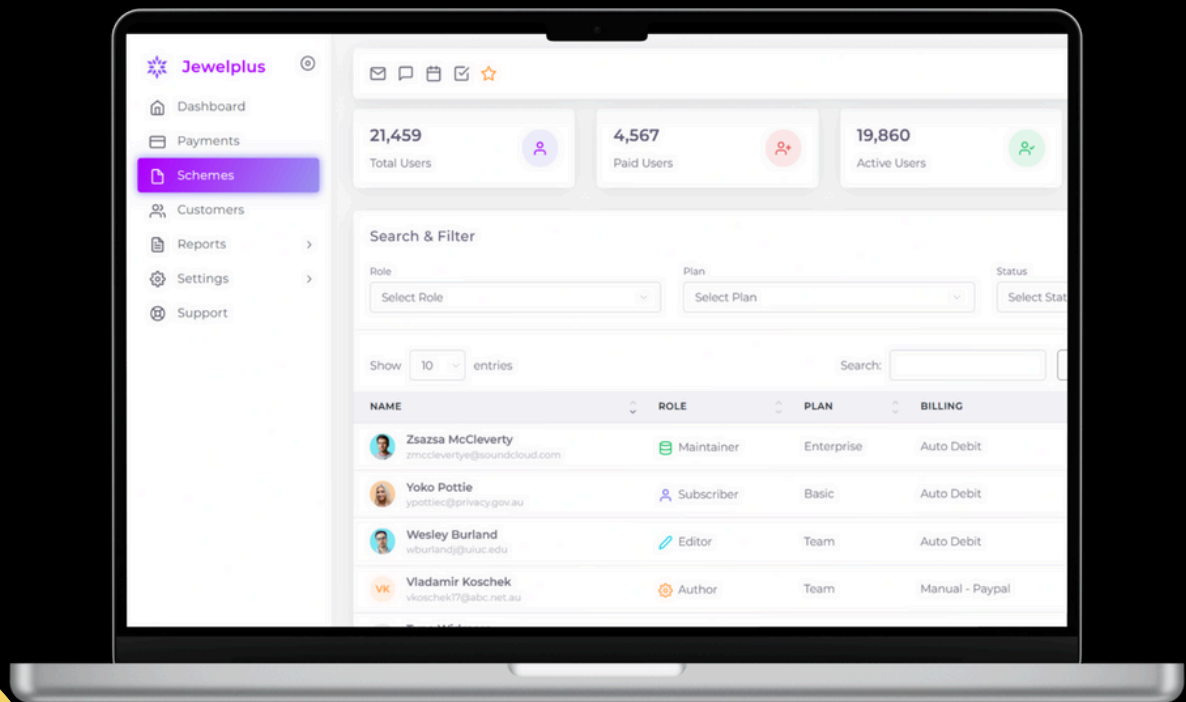 Jewelplus
Dashboard
Payments
Schemes
Customers
Reports
Settings
Support
21,459
Total Users
4,567
Paid Users
19,860
Active Users
Search & Filter
Role
Plan
Status
Select Role
Select Plan
Select Stat
Show 10 entries
Search:
NAME ROLE PLAN BILLING
Zsazsa McCleverty
zmcclevertye@soundcloud.com
Maintainer Enterprise Auto Debit
Yoko Pottie
ypottiec@privacy.gov.au
Subscriber Basic Auto Debit
Wesley Burland
wburlandj@uiuc.edu
Editor Team Auto Debit
VK
Vladamir Koschek
vkoschek17@abc.net.au
Author Team Manual - Paypal